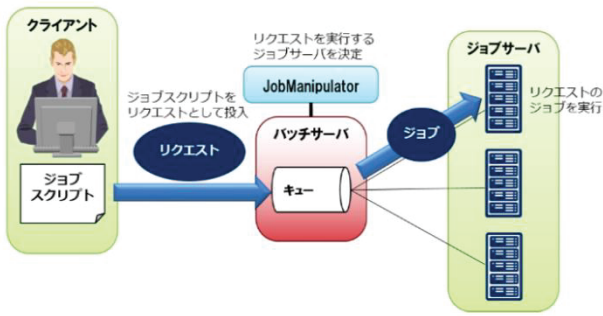 クライアント
ジョブ
スクリプト
ジョブスクリプトを
リクエストとして投入
リクエスト
リクエストを実行する
ジョブサーバを決定
JobManipulator
バッチサーバ
キュー
ジョブ
ジョブサーバ
リクエストの
ジョブを実行